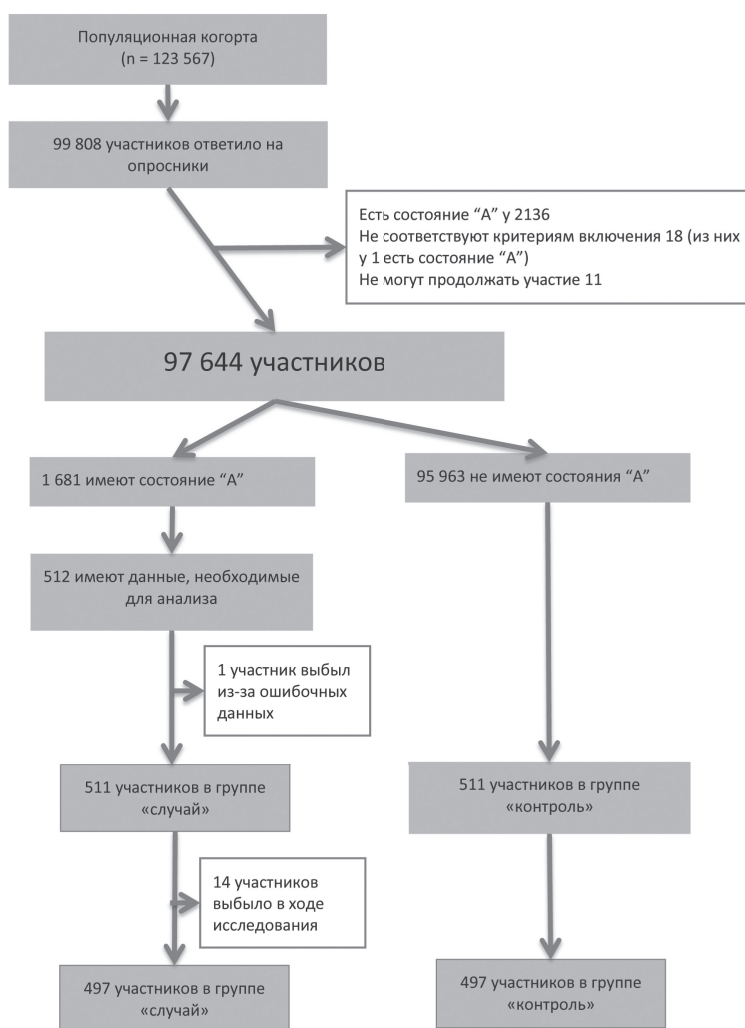 Популяционная когорта
(n = 123 567)
99 808 участников ответило на
опросники
Есть состояние “А” у 2136
Не соответствуют критериям включения 18 (из них
у 1 есть состояние “А”)
Не могут продолжать участие 11
97 644 участников
1 681 имеют состояние “А”
95 963 не имеют состояния “А”
512 имеют данные, необходимые
для анализа
1 участник выбыл
из-за ошибочных
данных
511 участников в группе
«случай»
511 участников в группе
«контроль»
14 участников
выбыло в ходе
исследования
497 участников в группе
«случай»
497 участников в группе
«контроль»